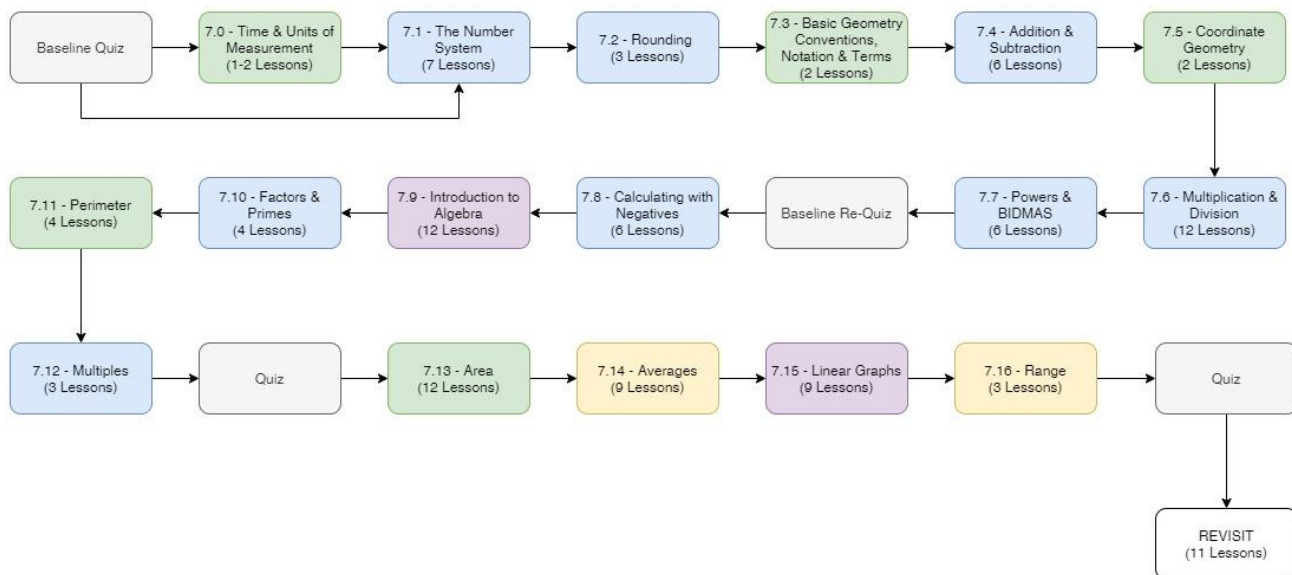 Baseline Quiz
7.0 - Time & Units of
Measurement
(1-2 Lessons)
7.1 - The Number
System
(7 Lessons)
7.2 - Rounding
(3 Lessons)
7.3 - Basic Geometry
Conventions,
Notation & Terms
(2 Lessons)
7.4 - Addition &
Subtraction
(6 Lessons)
7.5 - Coordinate
Geometry
(2 Lessons)
7.6 - Multiplication &
Division
(12 Lessons)
7.7 - Powers &
BIDMAS
(6 Lessons)
Baseline Re-Quiz
7.8 - Calculating with
Negatives
(6 Lessons)
7.9 - Introduction to
Algebra
(12 Lessons)
7.10 - Factors &
Primes
(4 Lessons)
7.11 - Perimeter
(4 Lessons)
7.12 - Multiples
(3 Lessons)
Quiz
7.13 - Area
(12 Lessons)
7.14 - Averages
(9 Lessons)
7.15 - Linear Graphs
(9 Lessons)
7.16 - Range
(3 Lessons)
Quiz
REVISIT
(11 Lessons)